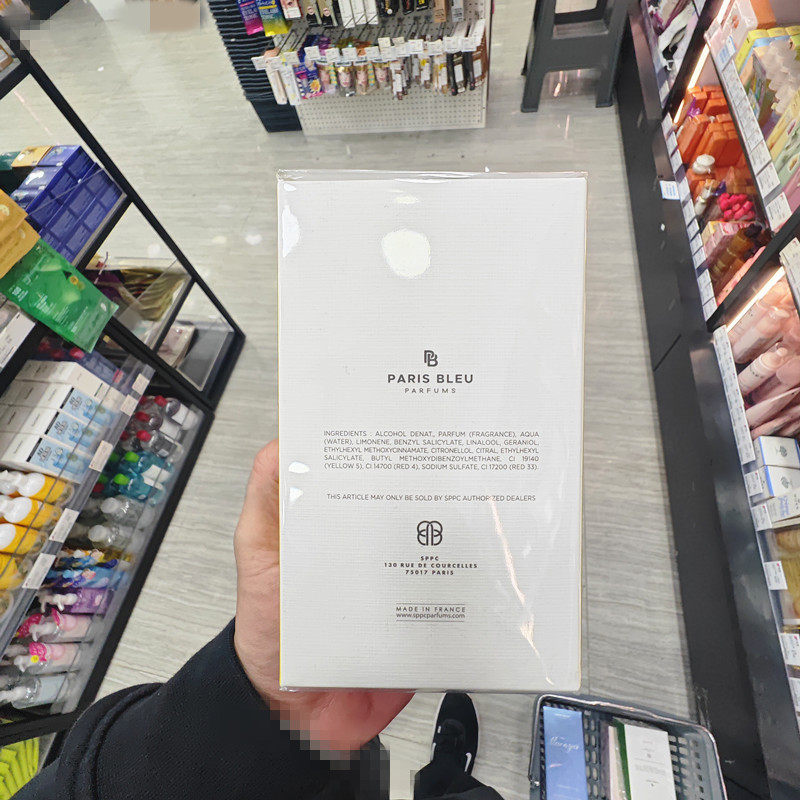 PB
PARIS BLEU
PARFUMS
INGREDIENTS : ALCOHOL DENAT., PARFUM (FRAGRANCE), AQUA
(WATER), LIMONENE, BENZYL SALICYLATE, LINALOOL, GERANIOL,
ETHYLHEXYL METHOXYCINNAMATE, CITRONELLOL, CITRAL, ETHYLHEXYL
SALICYLATE, BUTYL METHOXYDIBENZOYLMETHANE, CI 19140
(YELLOW 5), CI 14700 (RED 4), SODIUM SULFATE, CI 17200 (RED 33).
THIS ARTICLE MAY ONLY BE SOLD BY SPPC AUTHORIZED DEALERS
SPPC
130 RUE DE COURCELLES
75017 PARIS
MADE IN FRANCE
www.sppcparfums.com